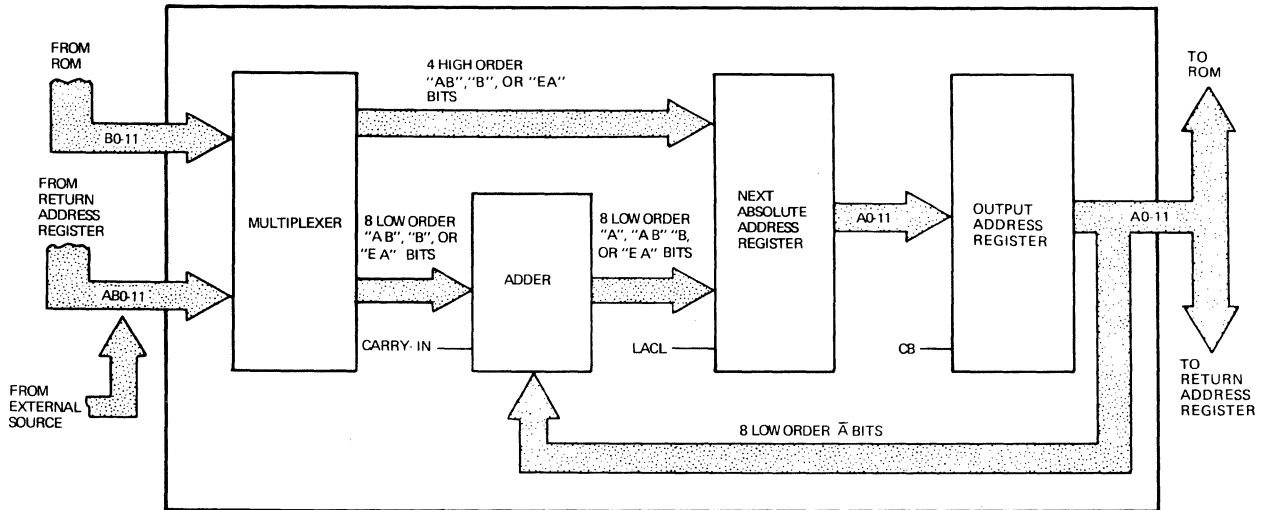 FROM
ROM
B0-11
FROM
RETURN
ADDRESS
REGISTER
AB0-11
FROM
EXTERNAL
SOURCE
MULTIPLEXER
4 HIGH ORDER
"AB", "B", OR "EA"
BITS
8 LOW ORDER
"AB", "B", OR
"EA" BITS
CARRY-IN
ADDER
8 LOW ORDER
"A", "AB" "B,
OR "EA" BITS
LACL
NEXT
ABSOLUTE
ADDRESS
REGISTER
A0-11
CB
OUTPUT
ADDRESS
REGISTER
8 LOW ORDER A̅ BITS
A0-11
TO
ROM
TO
RETURN
ADDRESS
REGISTER